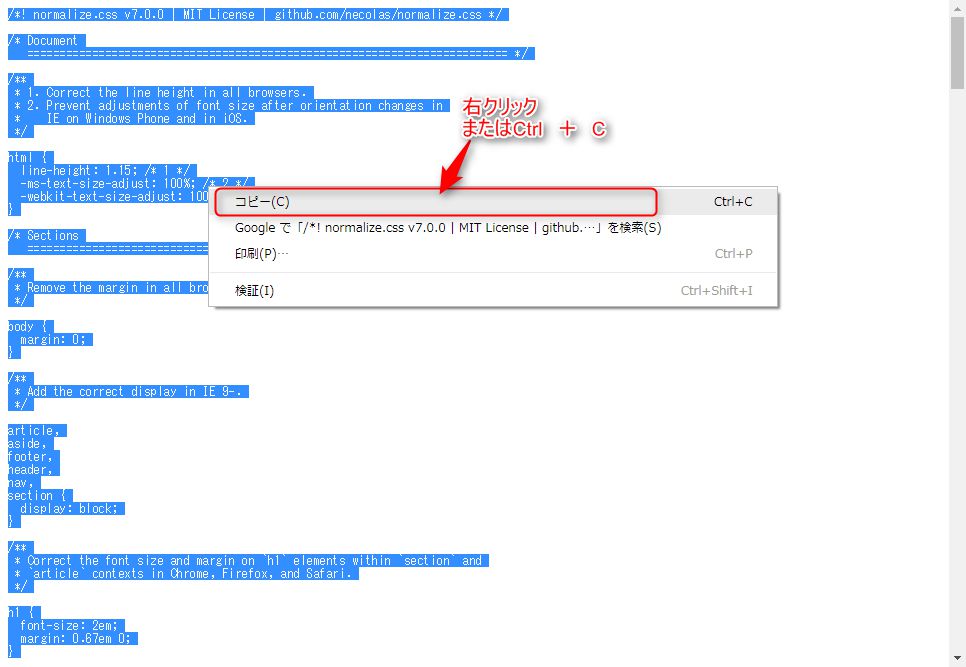 /*! normalize.css v7.0.0 | MIT License | github.com/necolas/normalize.css */
/* Document
========================================================================== */
/**
* 1. Correct the line height in all browsers.
* 2. Prevent adjustments of font size after orientation changes in
*    IE on Windows Phone and in iOS.
*/
右クリック
またはCtrl ＋ C
html {
line-height: 1.15; /* 1 */
-ms-text-size-adjust: 100%; /* 2 */
-webkit-text-size-adjust: 100
}
コピー(C) Ctrl+C
Google で「/*! normalize.css v7.0.0 | MIT License | github.…」を検索(S)
印刷(P)… Ctrl+P
検証(I) Ctrl+Shift+I
/* Sections
============================
/**
* Remove the margin in all bro
*/
body {
margin: 0;
}
/**
* Add the correct display in IE 9-.
*/
article,
aside,
footer,
header,
nav,
section {
display: block;
}
/**
* Correct the font size and margin on `h1` elements within `section` and
* `article` contexts in Chrome, Firefox, and Safari.
*/
h1 {
font-size: 2em;
margin: 0.67em 0;
}